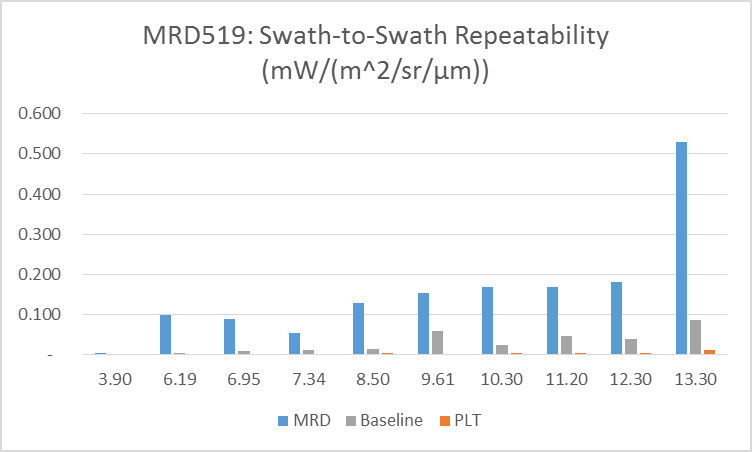 MRD519: Swath-to-Swath Repeatability
(mW/(m^2/sr/µm))
0.600
0.500
0.400
0.300
0.200
0.100
-
3.90 6.19 6.95 7.34 8.50 9.61 10.30 11.20 12.30 13.30
MRD Baseline PLT